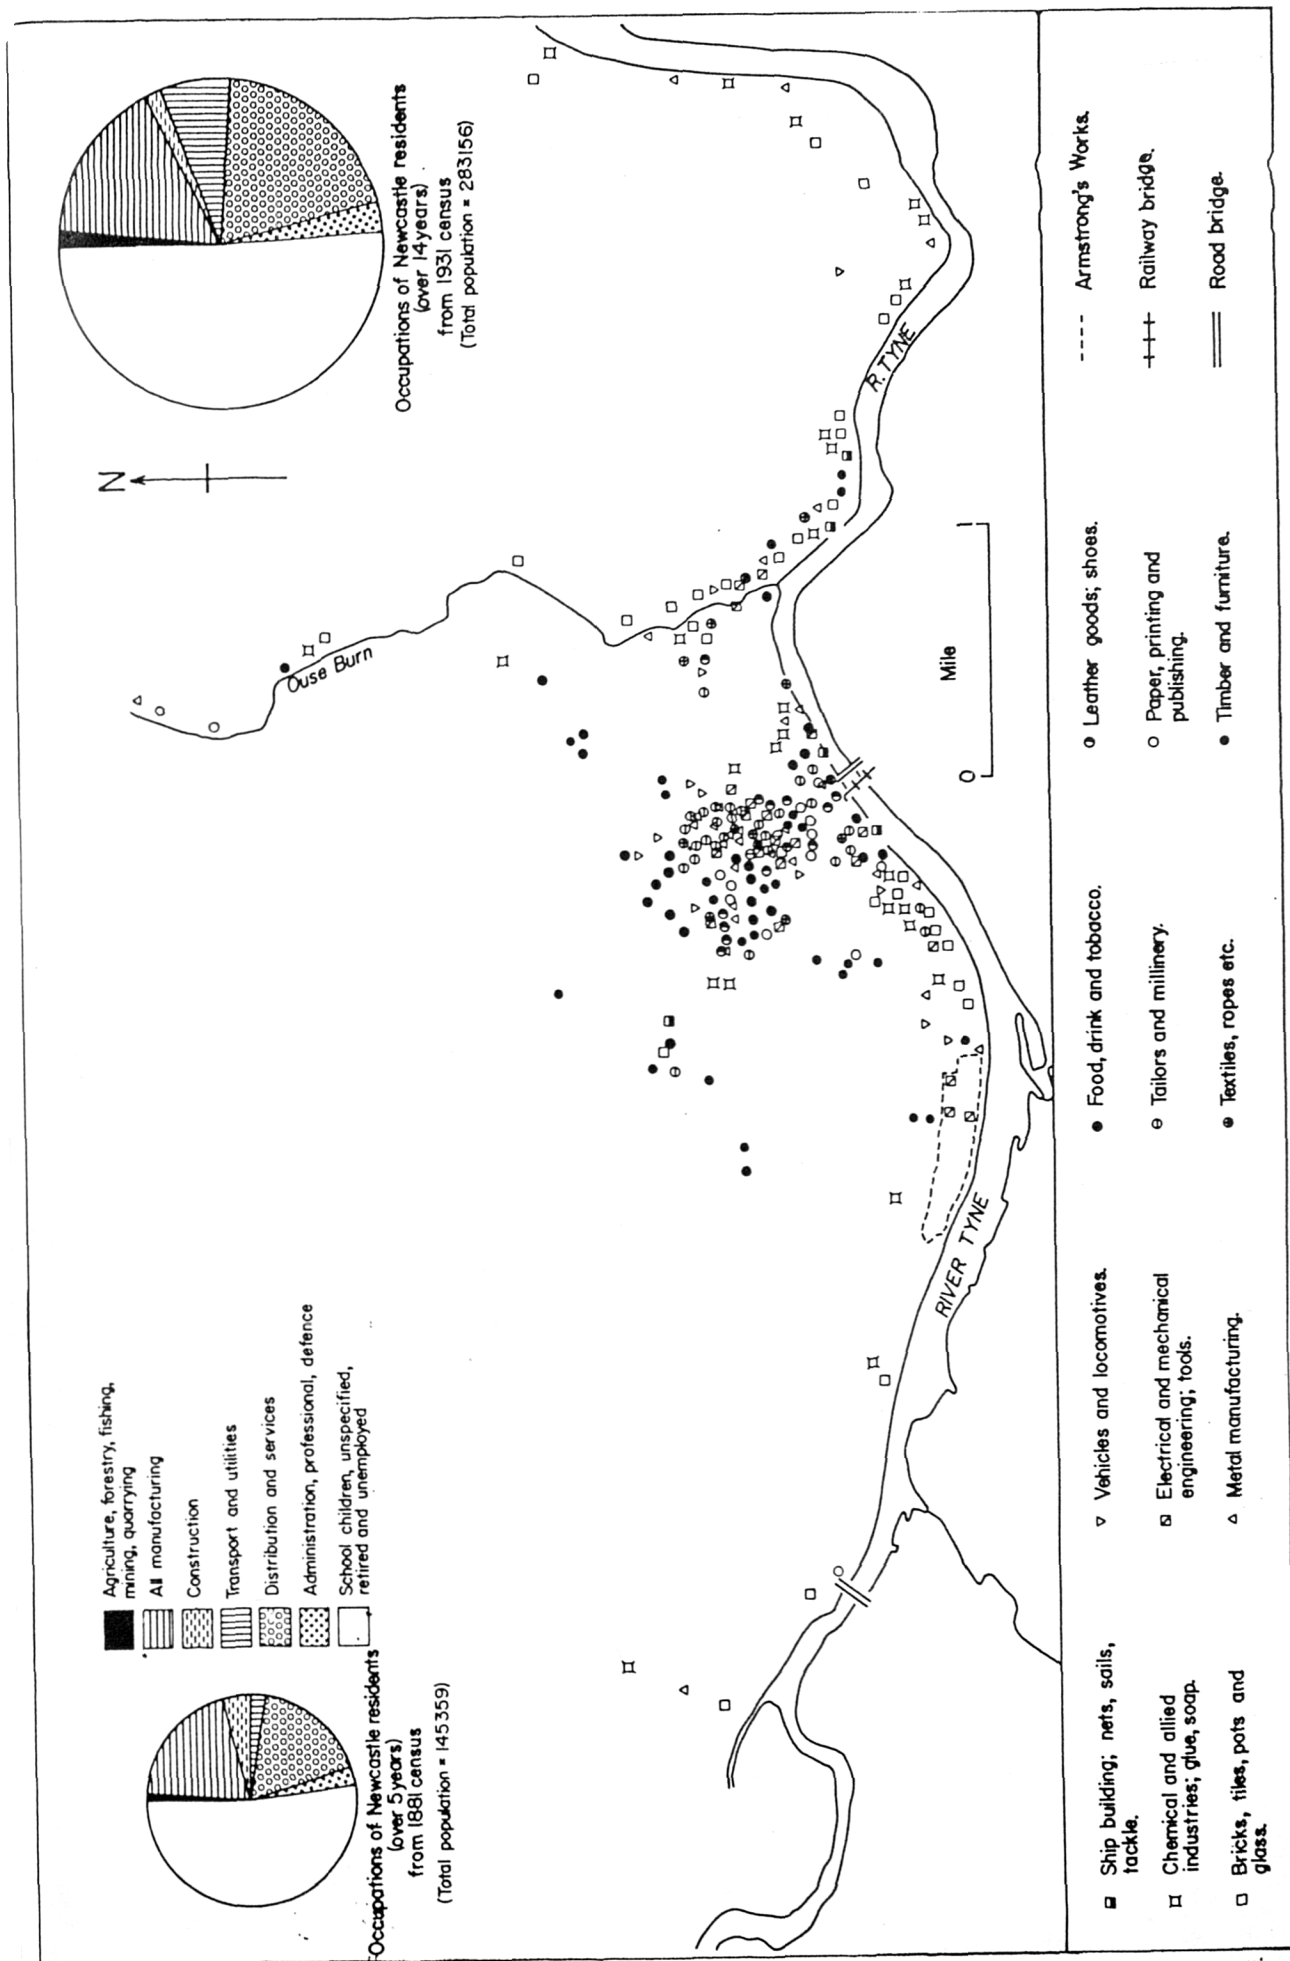 Agriculture, forestry, fishing,
mining, quarrying
All manufacturing
Construction
Transport and utilities
Distribution and services
Administration, professional, defence
School children, unspecified,
retired and unemployed
Occupations of Newcastle residents
(over 5years)
from 1881 census
(Total population = 145359)
N
Occupations of Newcastle residents
(over 14years)
from 1931 census
(Total population = 283156)
Ouse Burn
R. TYNE
RIVER TYNE
0
Mile
1
Ship building; nets, sails,
tackle.
Chemical and allied
industries; glue, soap.
Bricks, tiles, pots and
glass.
Vehicles and locomotives.
Electrical and mechanical
engineering; tools.
Metal manufacturing.
Food, drink and tobacco.
Tailors and millinery.
Textiles, ropes etc.
Leather goods; shoes.
Paper, printing and
publishing.
Timber and furniture.
Armstrong's Works.
Railway bridge.
Road bridge.